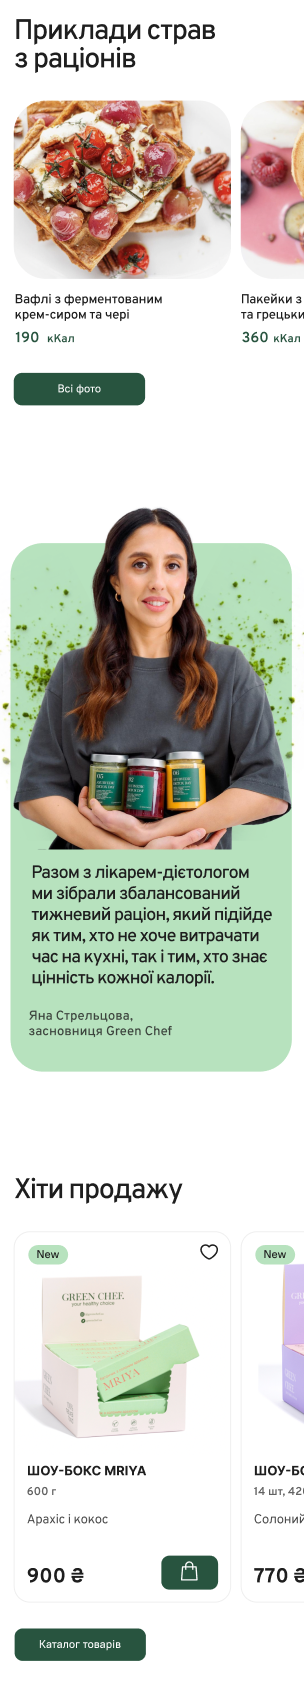 Приклади страв
з раціонів
Вафлі з ферментованим
крем-сиром та чері
190 кКал
Пакейки з
та грецьки
360 кКал
Всі фото
05
06
Разом з лікарем-дієтологом
ми зібрали збалансований
тижневий раціон, який підійде
як тим, хто не хоче витрачати
час на кухні, так і тим, хто знає
цінність кожної калорії.
Яна Стрельцова,
засновниця Green Chef
Хіти продажу
New
GREEN CHEF
your healthy choice
MRIYA
ШОУ-БОКС MRIYA
600 г
Арахіс і кокос
900 ₴
New
ШОУ-БО
14 шт, 420
Солоний
770 ₴
Каталог товарів